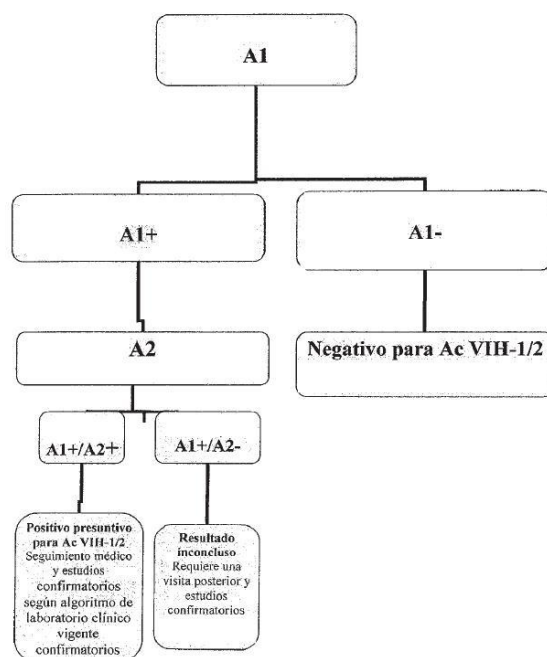 A1
A1+
A1-
A2
Negativo para Ac VIH-1/2
A1+/A2+
A1+/A2-
Positivo presuntivo
para Ac VIH-1/2
Seguimiento médico
y estudios
confirmatorios
según algoritmo de
laboratorio clínico
vigente
confirmatorios
Resultado
inconcluso
Requiere una
visita posterior y
estudios
confirmatorios